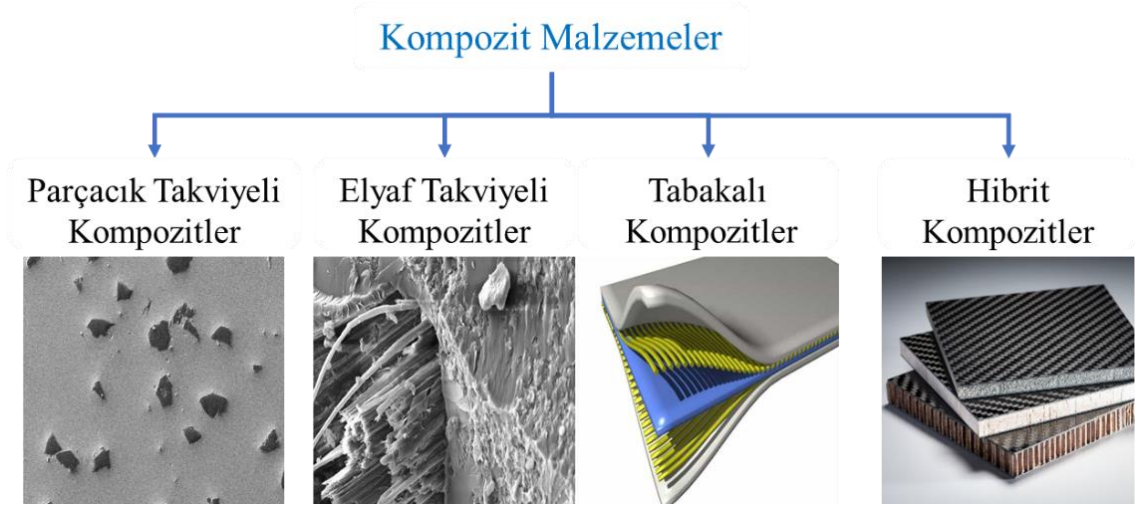 Kompozit Malzemeler
Parçacık Takviyeli
Kompozitler
Elyaf Takviyeli
Kompozitler
Tabakalı
Kompozitler
Hibrit
Kompozitler